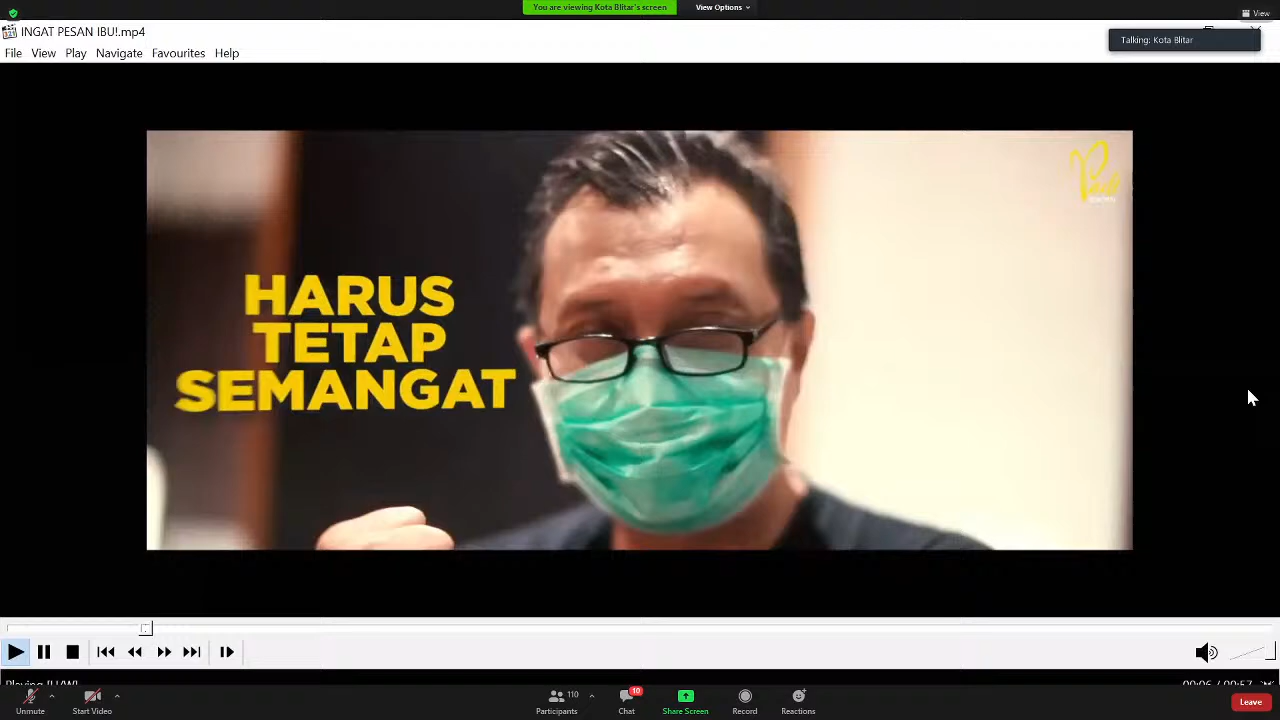 You are viewing Kota Blitar's screen
View Options
View
INGAT PESAN IBU!.mp4
Talking: Kota Blitar
File View Play Navigate Favourites Help
HARUS
TETAP
SEMANGAT
Unmute
Start Video
110
Participants
10
Chat
Share Screen
Record
Reactions
Leave